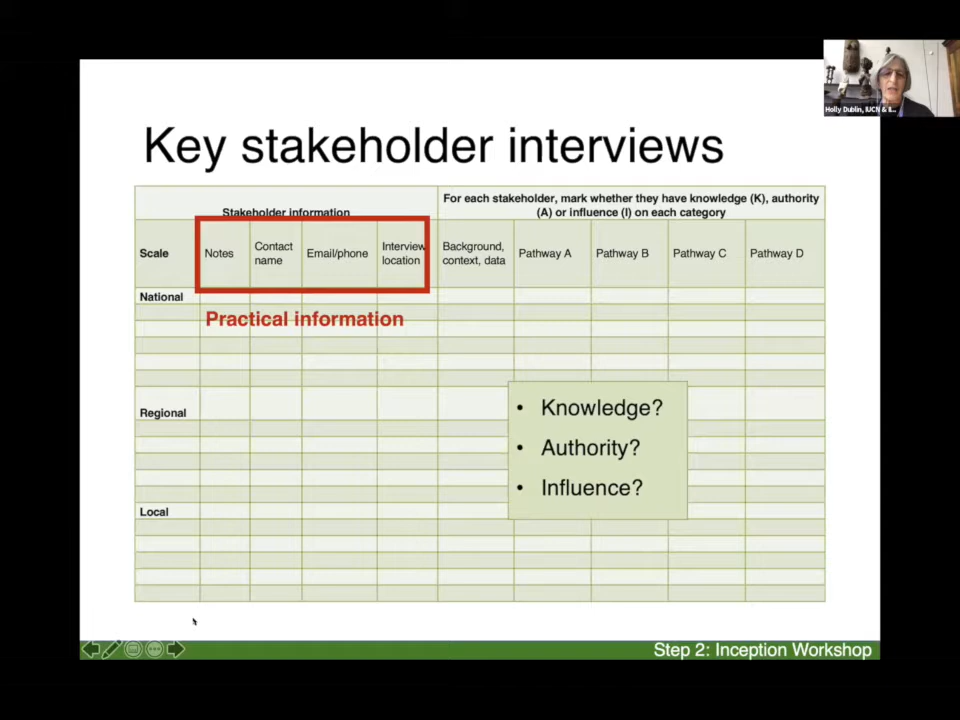 Holly Dublin, IUCN & IL...
Key stakeholder interviews
Stakeholder information
For each stakeholder, mark whether they have knowledge (K), authority
(A) or influence (I) on each category
Scale
Notes
Contact
name
Email/phone
Interview
location
Background,
context, data
Pathway A
Pathway B
Pathway C
Pathway D
National
Practical information
• Knowledge?
• Authority?
• Influence?
Regional
Local
Step 2: Inception Workshop